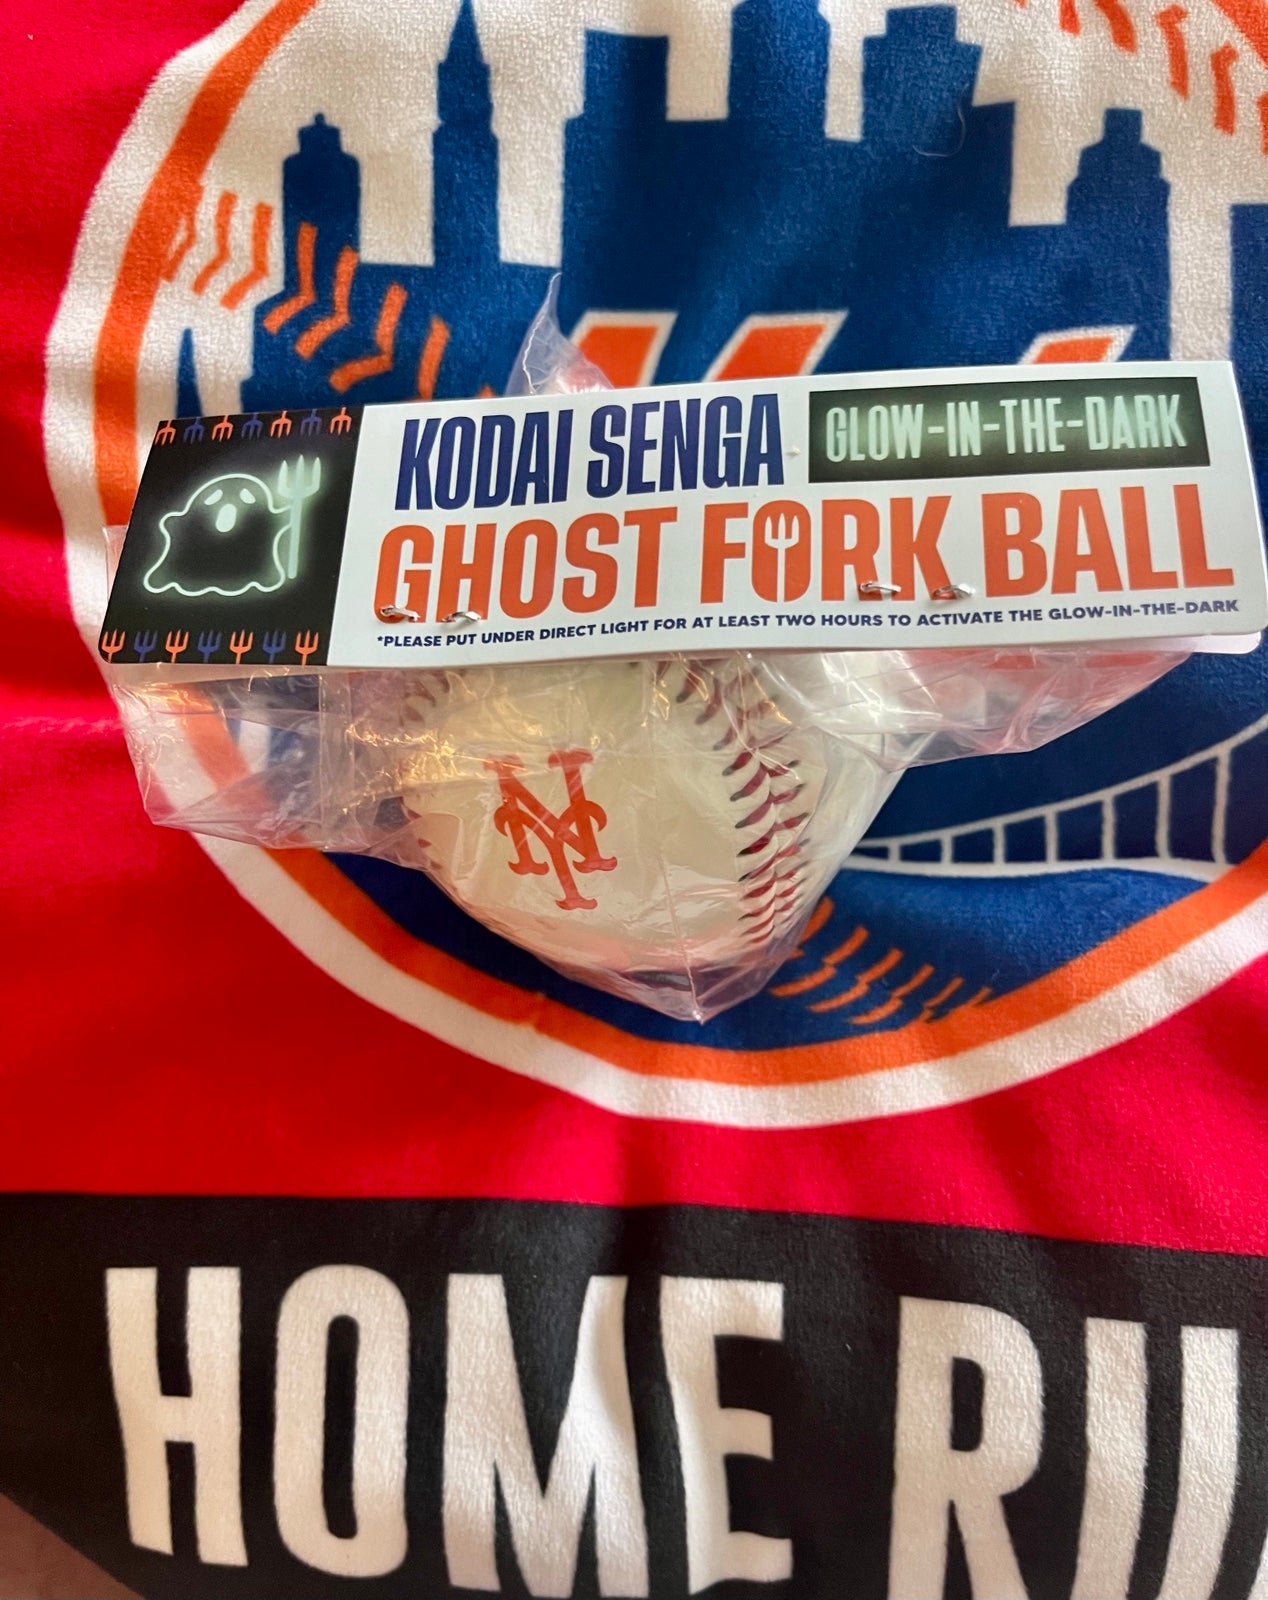 KODAI SENGA
GLOW-IN-THE-DARK
GHOST FORK BALL
*PLEASE PUT UNDER DIRECT LIGHT FOR AT LEAST TWO HOURS TO ACTIVATE THE GLOW-IN-THE-DARK
NY
HOME RU